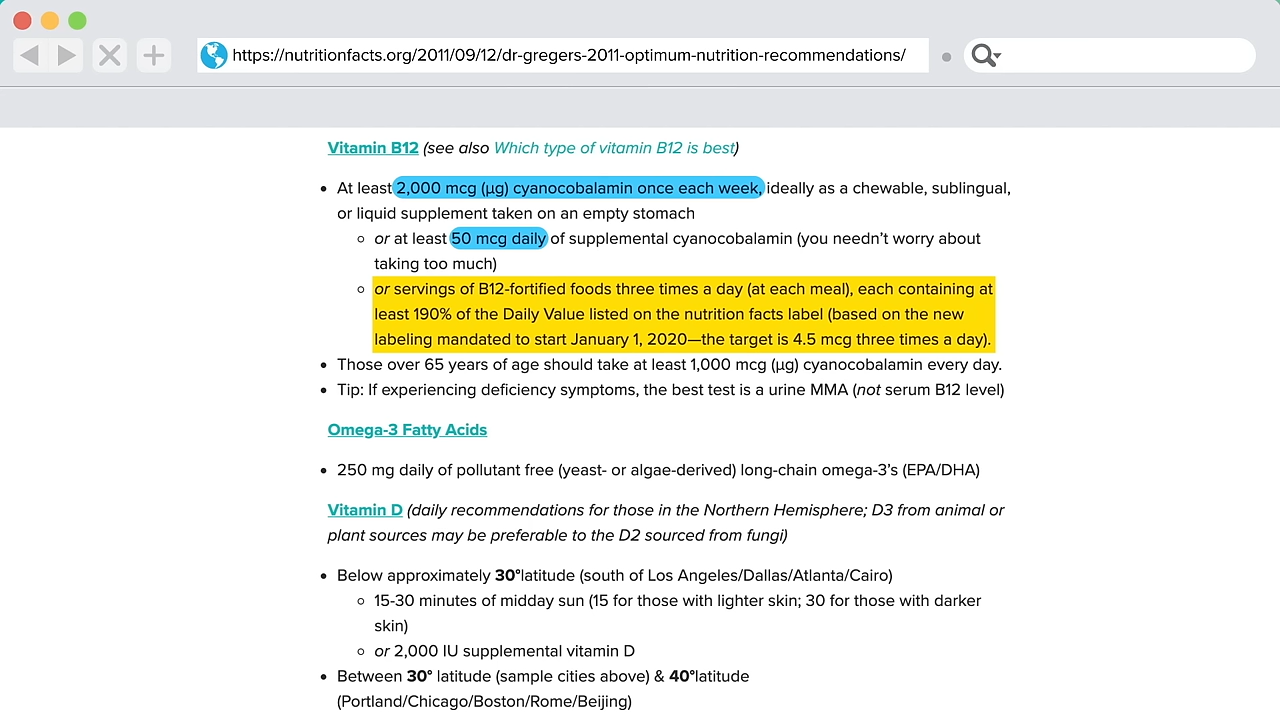 https://nutritionfacts.org/2011/09/12/dr-gregers-2011-optimum-nutrition-recommendations/
Vitamin B12 (see also Which type of vitamin B12 is best)
At least 2,000 mcg (μg) cyanocobalamin once each week, ideally as a chewable, sublingual,
or liquid supplement taken on an empty stomach
or at least 50 mcg daily of supplemental cyanocobalamin (you needn’t worry about
taking too much)
or servings of B12-fortified foods three times a day (at each meal), each containing at
least 190% of the Daily Value listed on the nutrition facts label (based on the new
labeling mandated to start January 1, 2020—the target is 4.5 mcg three times a day).
Those over 65 years of age should take at least 1,000 mcg (μg) cyanocobalamin every day.
Tip: If experiencing deficiency symptoms, the best test is a urine MMA (not serum B12 level)
Omega-3 Fatty Acids
250 mg daily of pollutant free (yeast- or algae-derived) long-chain omega-3’s (EPA/DHA)
Vitamin D (daily recommendations for those in the Northern Hemisphere; D3 from animal or
plant sources may be preferable to the D2 sourced from fungi)
Below approximately 30°latitude (south of Los Angeles/Dallas/Atlanta/Cairo)
15-30 minutes of midday sun (15 for those with lighter skin; 30 for those with darker
skin)
or 2,000 IU supplemental vitamin D
Between 30° latitude (sample cities above) & 40°latitude
(Portland/Chicago/Boston/Rome/Beijing)